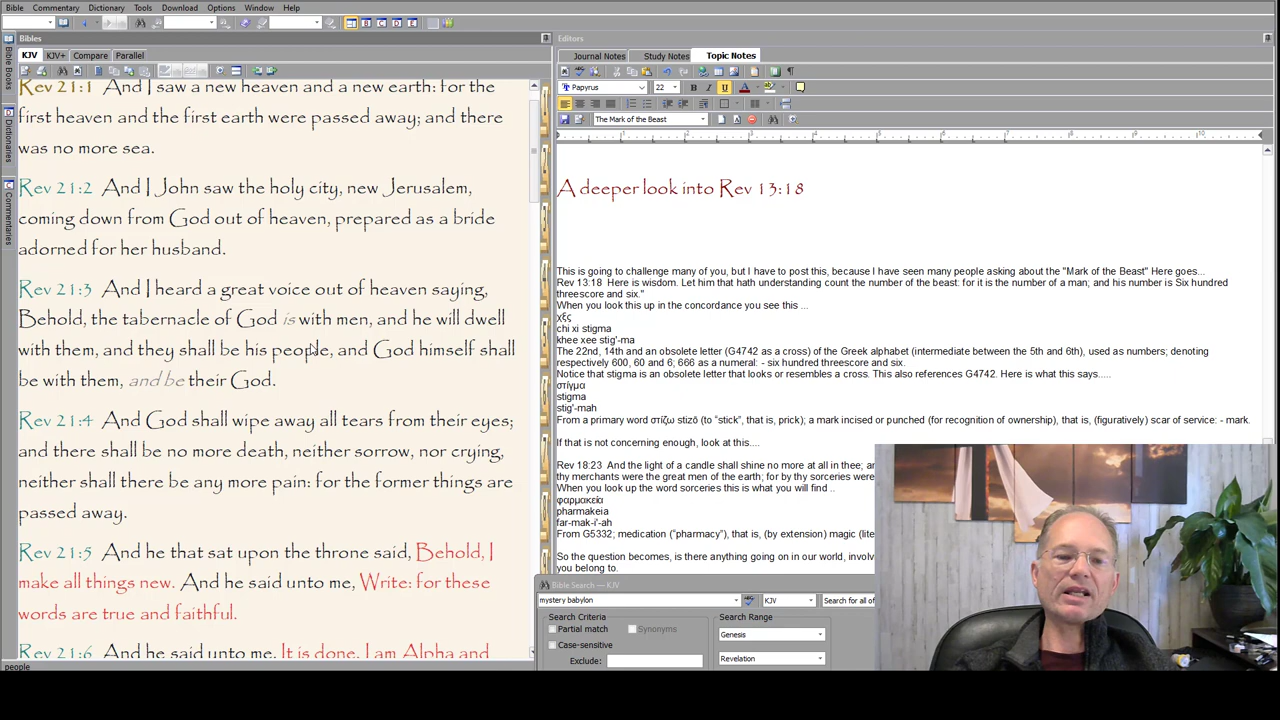 Bible Commentary Dictionary Tools Download Options Window Help
Bibles
KJV KJV+ Compare Parallel
Bible Books
Dictionaries
Commentaries
Rev 21:1 And I saw a new heaven and a new earth: for the
first heaven and the first earth were passed away; and there
was no more sea.
Rev 21:2 And I John saw the holy city, new Jerusalem,
coming down from God out of heaven, prepared as a bride
adorned for her husband.
Rev 21:3 And I heard a great voice out of heaven saying,
Behold, the tabernacle of God is with men, and he will dwell
with them, and they shall be his people, and God himself shall
be with them, and be their God.
Rev 21:4 And God shall wipe away all tears from their eyes;
and there shall be no more death, neither sorrow, nor crying,
neither shall there be any more pain: for the former things are
passed away.
Rev 21:5 And he that sat upon the throne said, Behold, I
make all things new. And he said unto me, Write: for these
words are true and faithful.
Rev 21:6 And he said unto me, It is done. I am Alpha and
people
Editors
Journal Notes Study Notes Topic Notes
Papyrus 22 B I U
The Mark of the Beast
1 2 3 4 5 6 7 8 9 10
A deeper look into Rev 13:18
This is going to challenge many of you, but I have to post this, because I have seen many people asking about the "Mark of the Beast" Here goes...
Rev 13:18 Here is wisdom. Let him that hath understanding count the number of the beast: for it is the number of a man; and his number is Six hundred
threescore and six."
When you look this up in the concordance you see this ...
χξς
chi xi stigma
khee xee stig'-ma
The 22nd, 14th and an obsolete letter (G4742 as a cross) of the Greek alphabet (intermediate between the 5th and 6th), used as numbers; denoting
respectively 600, 60 and 6; 666 as a numeral: - six hundred threescore and six.
Notice that stigma is an obsolete letter that looks or resembles a cross. This also references G4742. Here is what this says.....
στίγμα
stigma
stig'-mah
From a primary word στίζω stizō (to “stick”, that is, prick); a mark incised or punched (for recognition of ownership), that is, (figuratively) scar of service: - mark.
If that is not concerning enough, look at this....
Rev 18:23 And the light of a candle shall shine no more at all in thee;
thy merchants were the great men of the earth; for by thy sorceries were
When you look up the word sorceries this is what you will find ..
φαρμακεία
pharmakeia
far-mak-i'-ah
From G5332; medication (“pharmacy”), that is, (by extension) magic
So the question becomes, is there anything going on in our world,
you belong to.
Bible Search — KJV
mystery babylon KJV Search for all of
Search Criteria Search Range
Partial match Synonyms Genesis
Case-sensitive
Exclude: Revelation